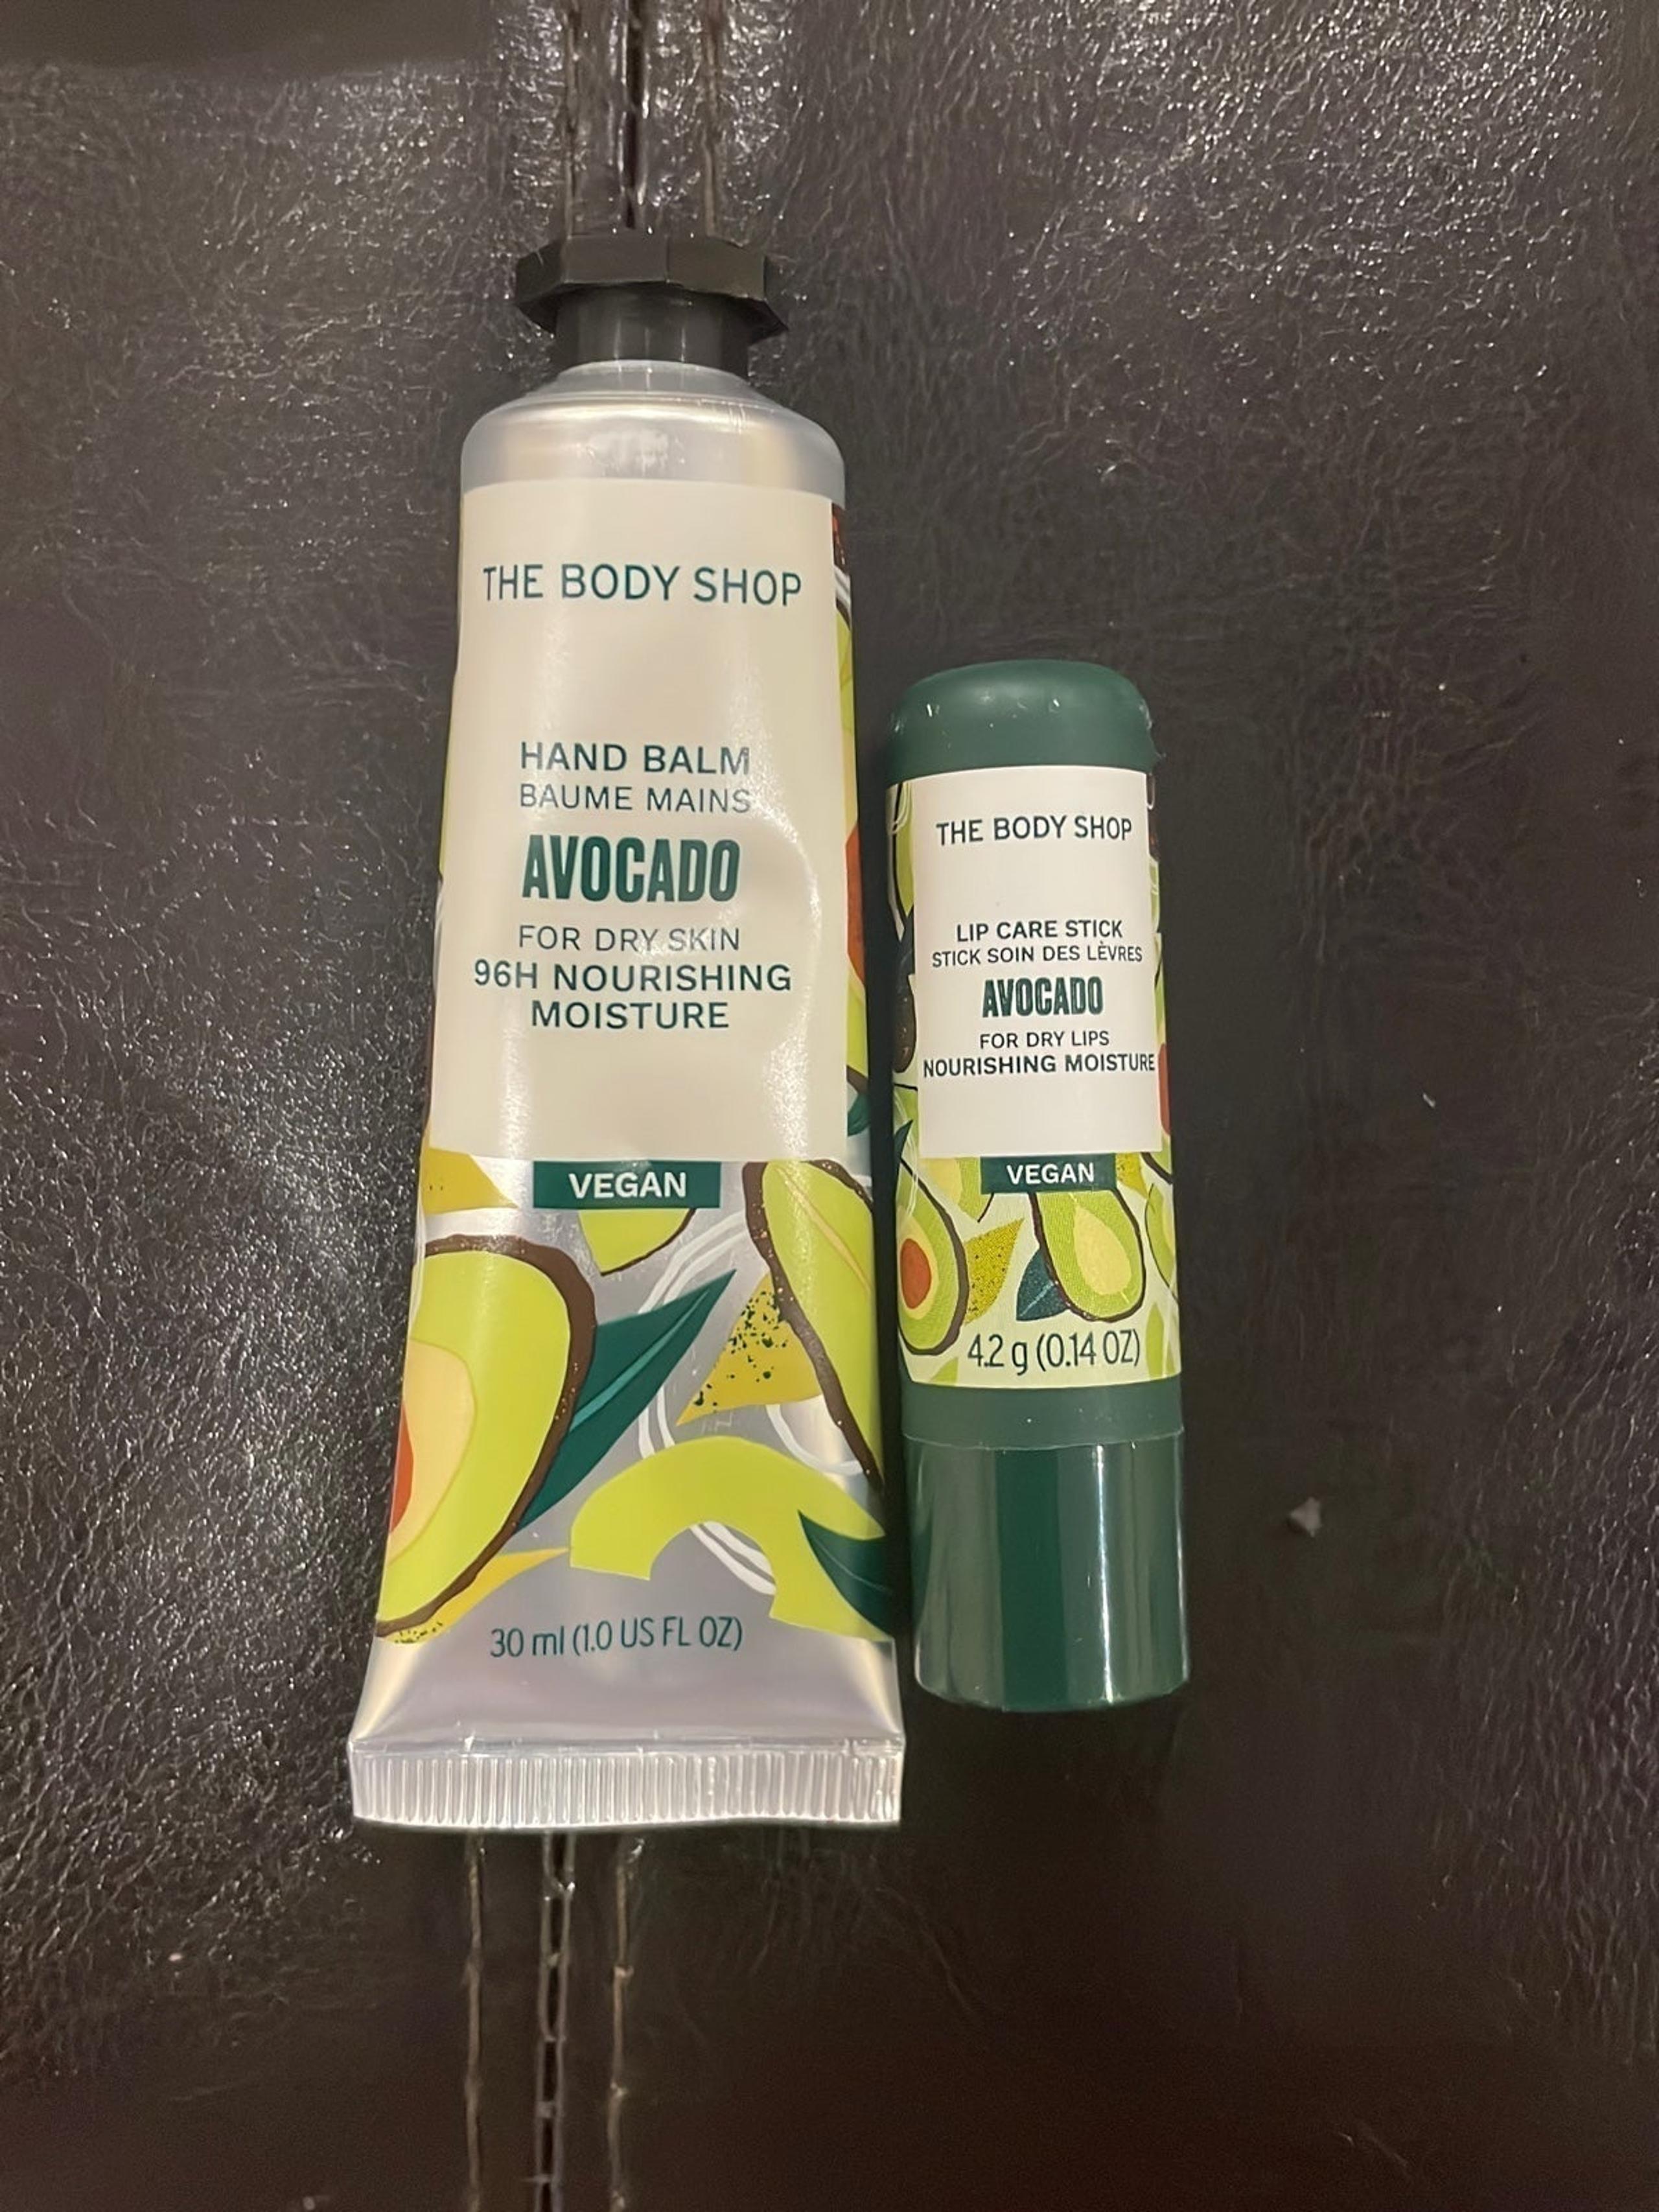 THE BODY SHOP
HAND BALM
BAUME MAINS
AVOCADO
FOR DRY SKIN
96H NOURISHING
MOISTURE
VEGAN
30 ml (1.0 US FL OZ)
THE BODY SHOP
LIP CARE STICK
STICK SOIN DES LÈVRES
AVOCADO
FOR DRY LIPS
NOURISHING MOISTURE
VEGAN
4.2 g (0.14 OZ)